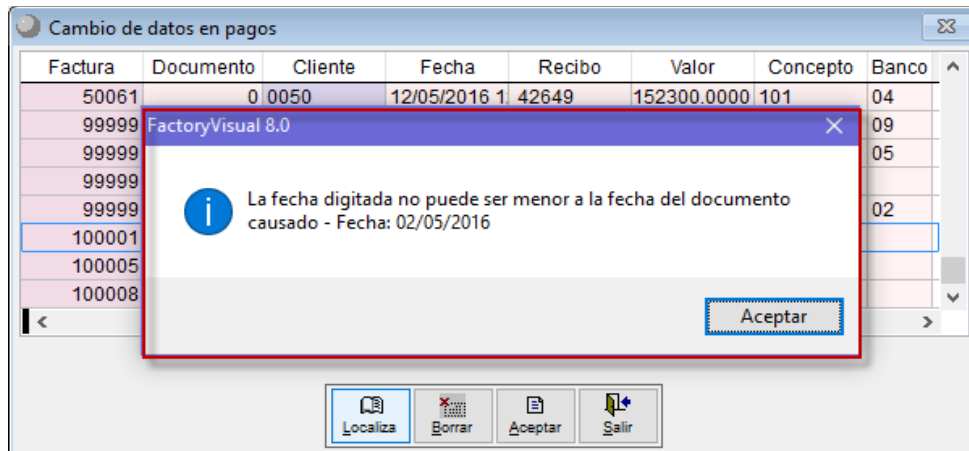 Cambio de datos en pagos
Factura Documento Cliente Fecha Recibo Valor Concepto Banco
50061 0 0050 12/05/2016 1: 42649 152300.0000 101 04
99999 FactoryVisual 8.0 09
99999 05
99999
La fecha digitada no puede ser menor a la fecha del documento
99999 02
causado - Fecha: 02/05/2016
100001
100005
100008
Aceptar
Localiza Borrar Aceptar Salir